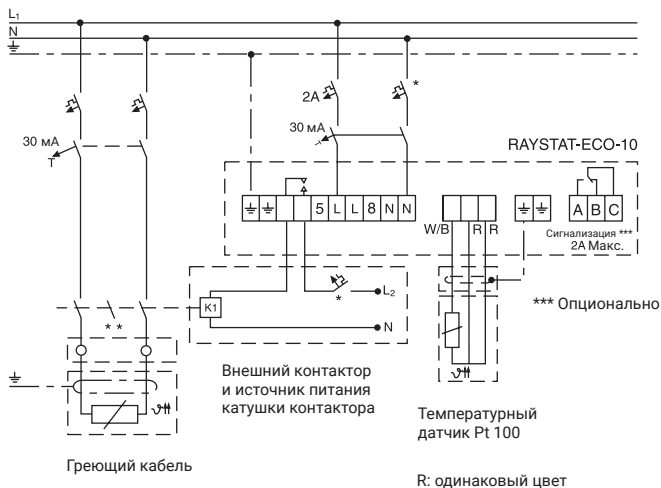 L₁
N
2A
*
30 мА
30 мА
T
RAYSTAT-ECO-10
5 L L 8 N N
W/B R R
A B C
Сигнализация ***
2A Макс.
K1
*
L₂
N
* *
*** Опционально
Внешний контактор
и источник питания
катушки контактора
Температурный
датчик Pt 100
Греющий кабель
R: одинаковый цвет